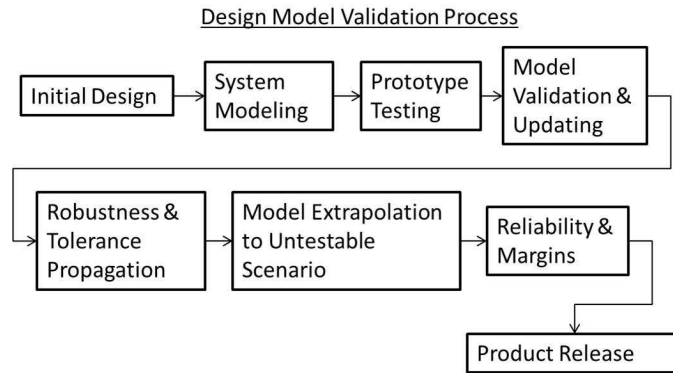 Design Model Validation Process
Initial Design
System
Modeling
Prototype
Testing
Model
Validation &
Updating
Robustness &
Tolerance
Propagation
Model Extrapolation
to Untestable
Scenario
Reliability &
Margins
Product Release